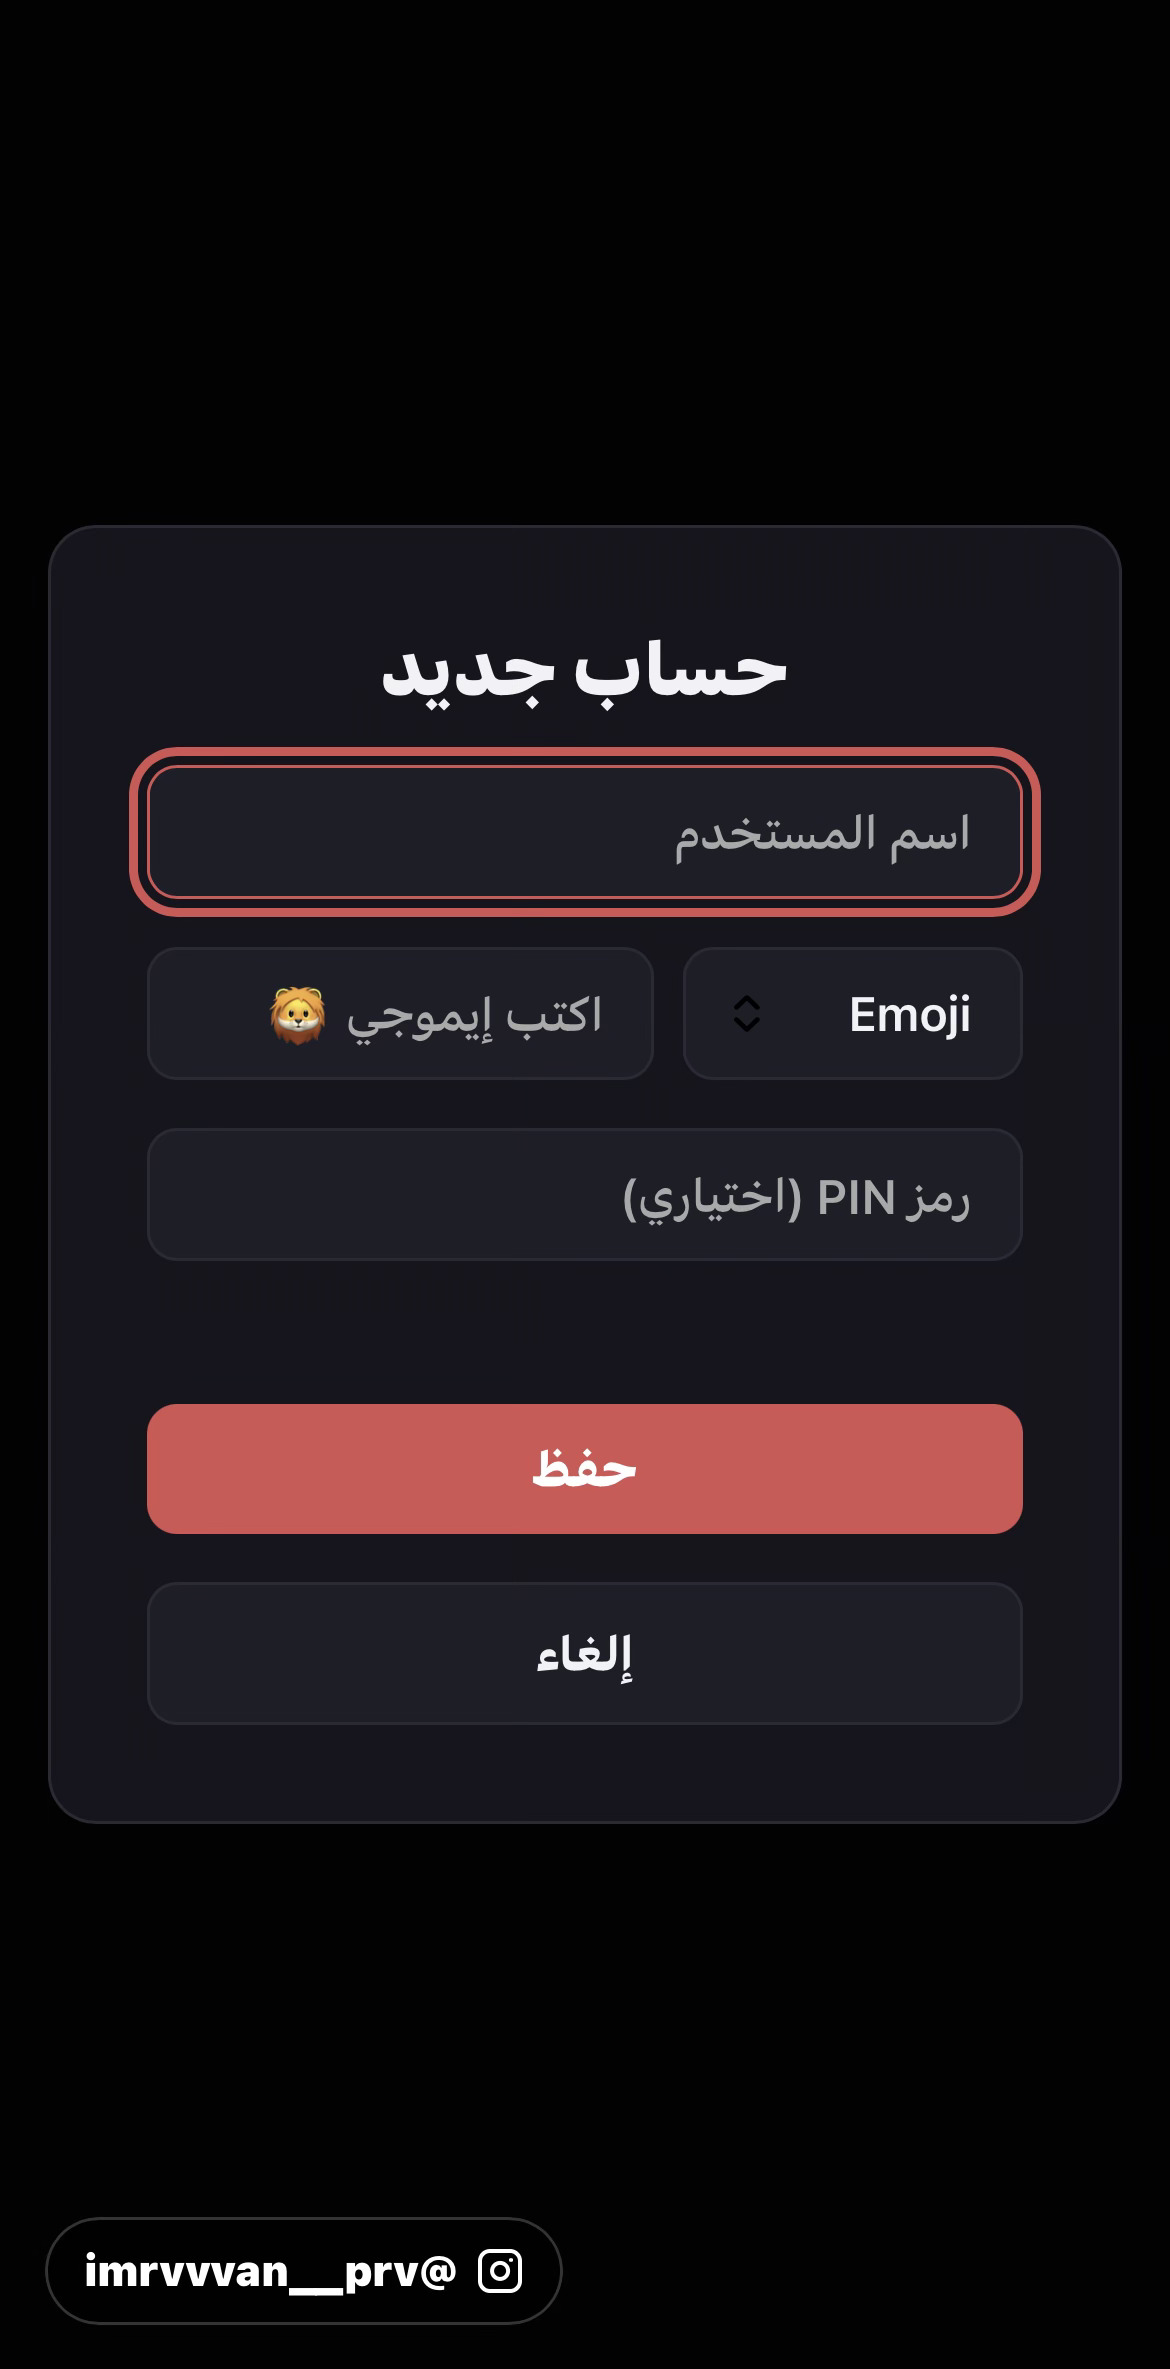 حساب جديد
اسم المستخدم
Emoji
اكتب إيموجي 🦁
رمز PIN (اختياري)
حفظ
إلغاء
imrvvvan__prv@